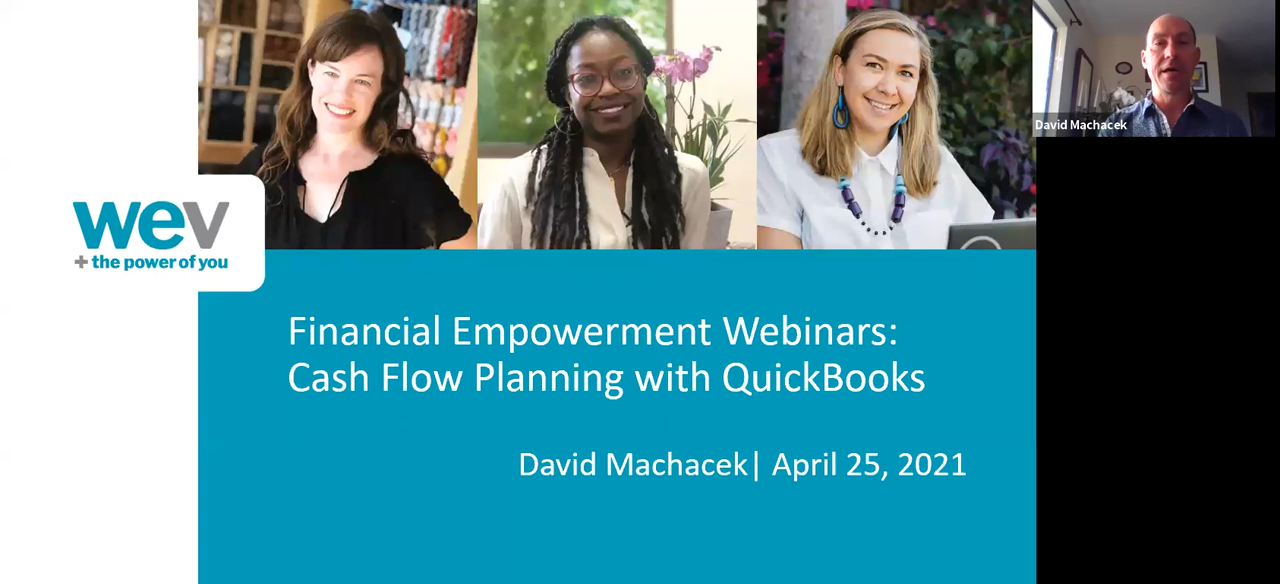 David Machacek
wev
+ the power of you
Financial Empowerment Webinars:
Cash Flow Planning with QuickBooks
David Machacek| April 25, 2021